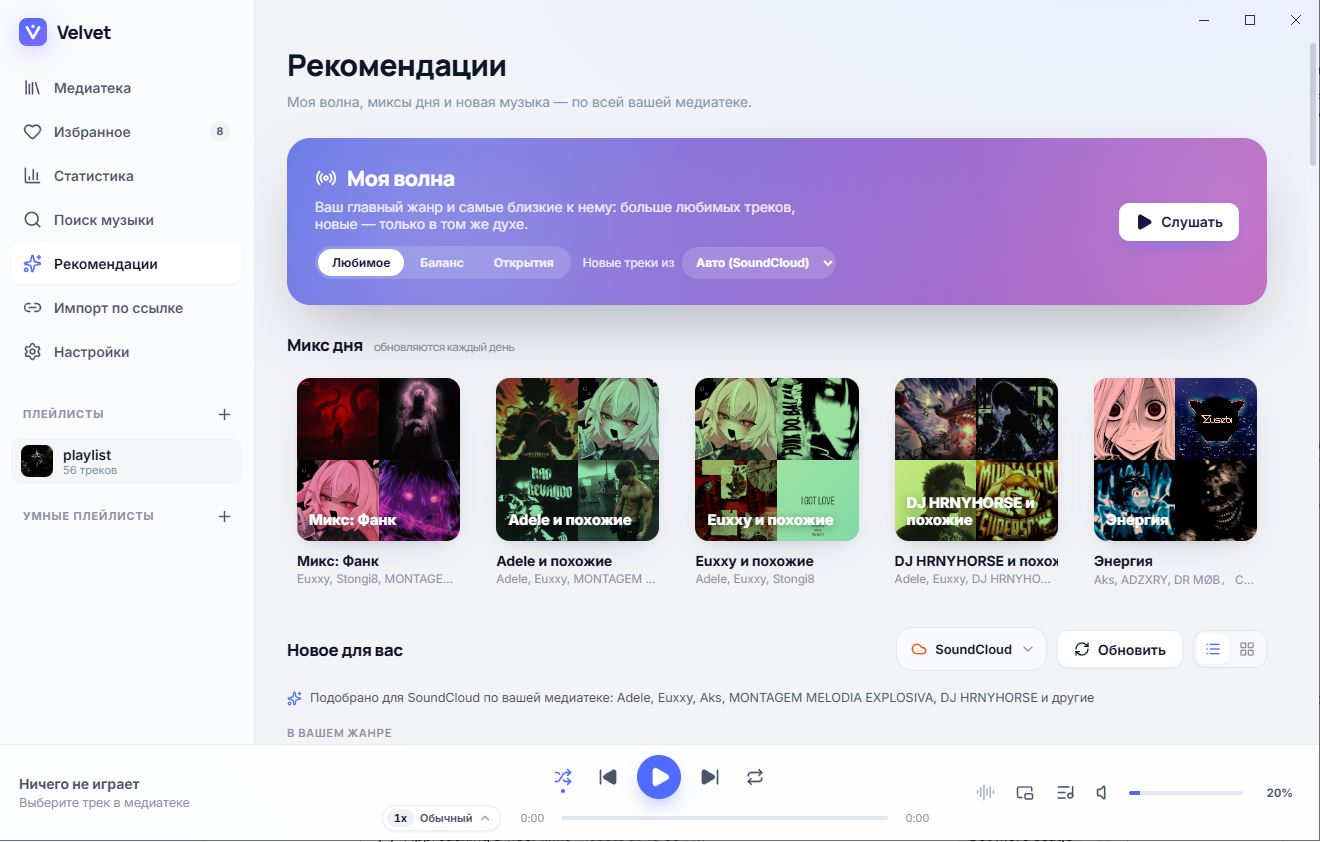 Velvet
Медиатека
Избранное 8
Статистика
Поиск музыки
Рекомендации
Импорт по ссылке
Настройки
ПЛЕЙЛИСТЫ
playlist
56 треков
УМНЫЕ ПЛЕЙЛИСТЫ
Рекомендации
Моя волна, миксы дня и новая музыка — по всей вашей медиатеке.
Моя волна
Ваш главный жанр и самые близкие к нему: больше любимых треков,
новые — только в том же духе.
Любимое Баланс Открытия Новые треки из Авто (SoundCloud)
Слушать
Микс дня обновляются каждый день
Микс: Фанк
Adele и похожие
I GOT LOVE
Euxxy и похожие
DJ HRNYHORSE и
похожие
Zusebi
Энергия
Микс: Фанк
Euxxy, Stongi8, MONTAGE...
Adele и похожие
Adele, Euxxy, MONTAGEM ...
Euxxy и похожие
Adele, Euxxy, Stongi8
DJ HRNYHORSE и похож
Adele, Euxxy, DJ HRNYHO...
Энергия
Aks, ADZXRY, DR MØB, C...
Новое для вас
SoundCloud
Обновить
Подобрано для SoundCloud по вашей медиатеке: Adele, Euxxy, Aks, MONTAGEM MELODIA EXPLOSIVA, DJ HRNYHORSE и другие
В ВАШЕМ ЖАНРЕ
Ничего не играет
Выберите трек в медиатеке
1x Обычный
0:00
0:00
20%